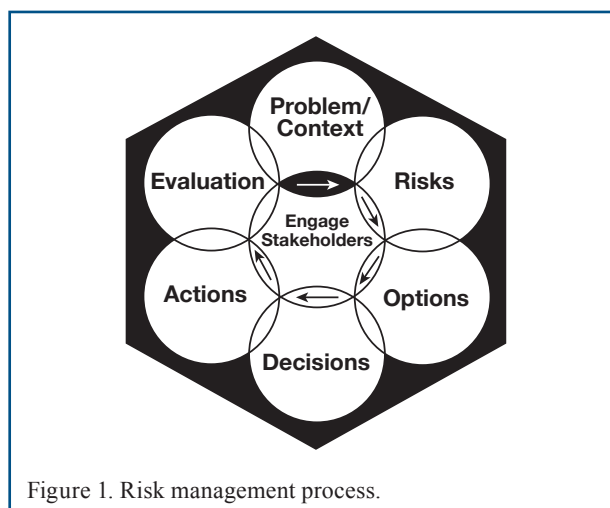 Problem/
Context
Evaluation
Risks
Engage
Stakeholders
Actions
Options
Decisions
Figure 1. Risk management process.